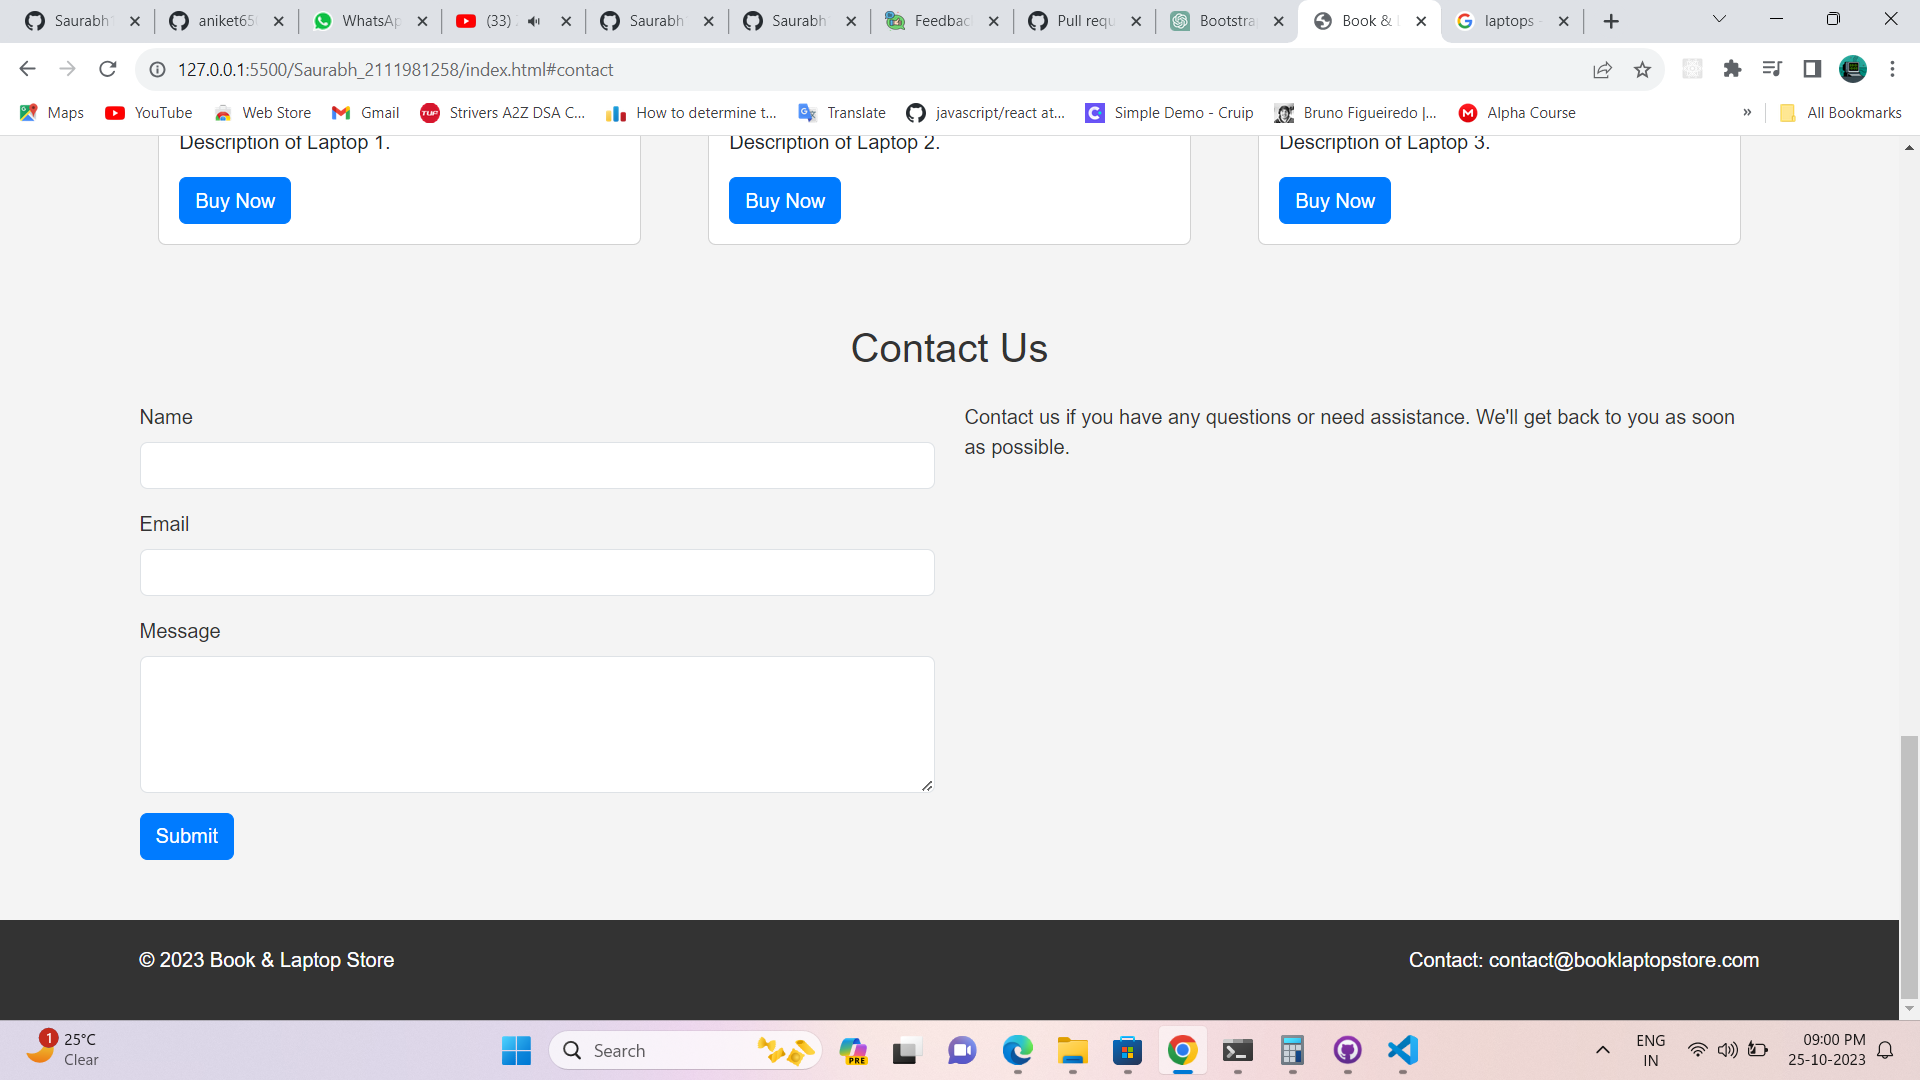 Saurabh
aniket65
WhatsAp
(33)
Saurabh
Saurabh
Feedbac
Pull requ
Bootstra
Book &
laptops -
127.0.0.1:5500/Saurabh_2111981258/index.html#contact
Maps
YouTube
Web Store
Gmail
TUF
Strivers A2Z DSA C...
How to determine t...
Translate
javascript/react at...
Simple Demo - Cruip
Bruno Figueiredo |...
Alpha Course
»
All Bookmarks
Description of Laptop 1.
Description of Laptop 2.
Description of Laptop 3.
Buy Now
Buy Now
Buy Now
Contact Us
Name
Contact us if you have any questions or need assistance. We'll get back to you as soon
as possible.
Email
Message
Submit
© 2023 Book & Laptop Store
Contact: contact@booklaptopstore.com
1
25°C
Clear
Search
PRE
ENG
IN
09:00 PM
25-10-2023